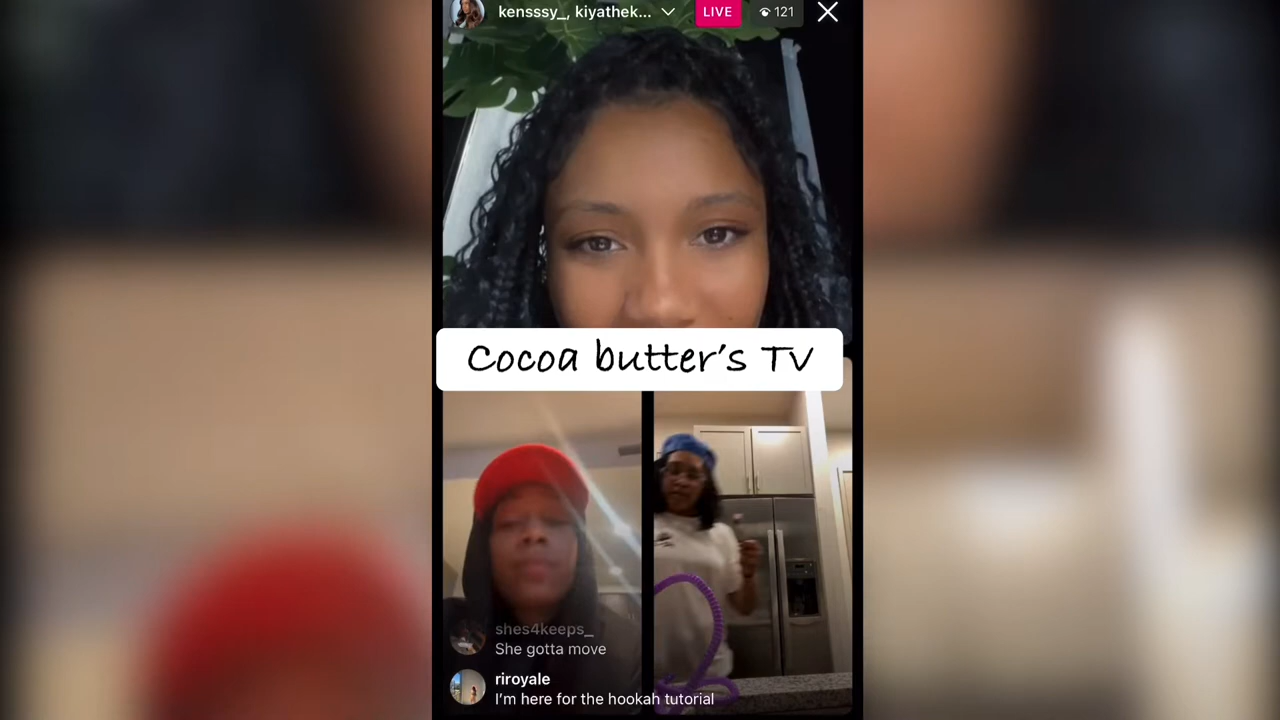 kensssy_, kiyathek...
LIVE
121
Cocoa butter's TV
shes4keeps_
She gotta move
riroyale
I'm here for the hookah tutorial